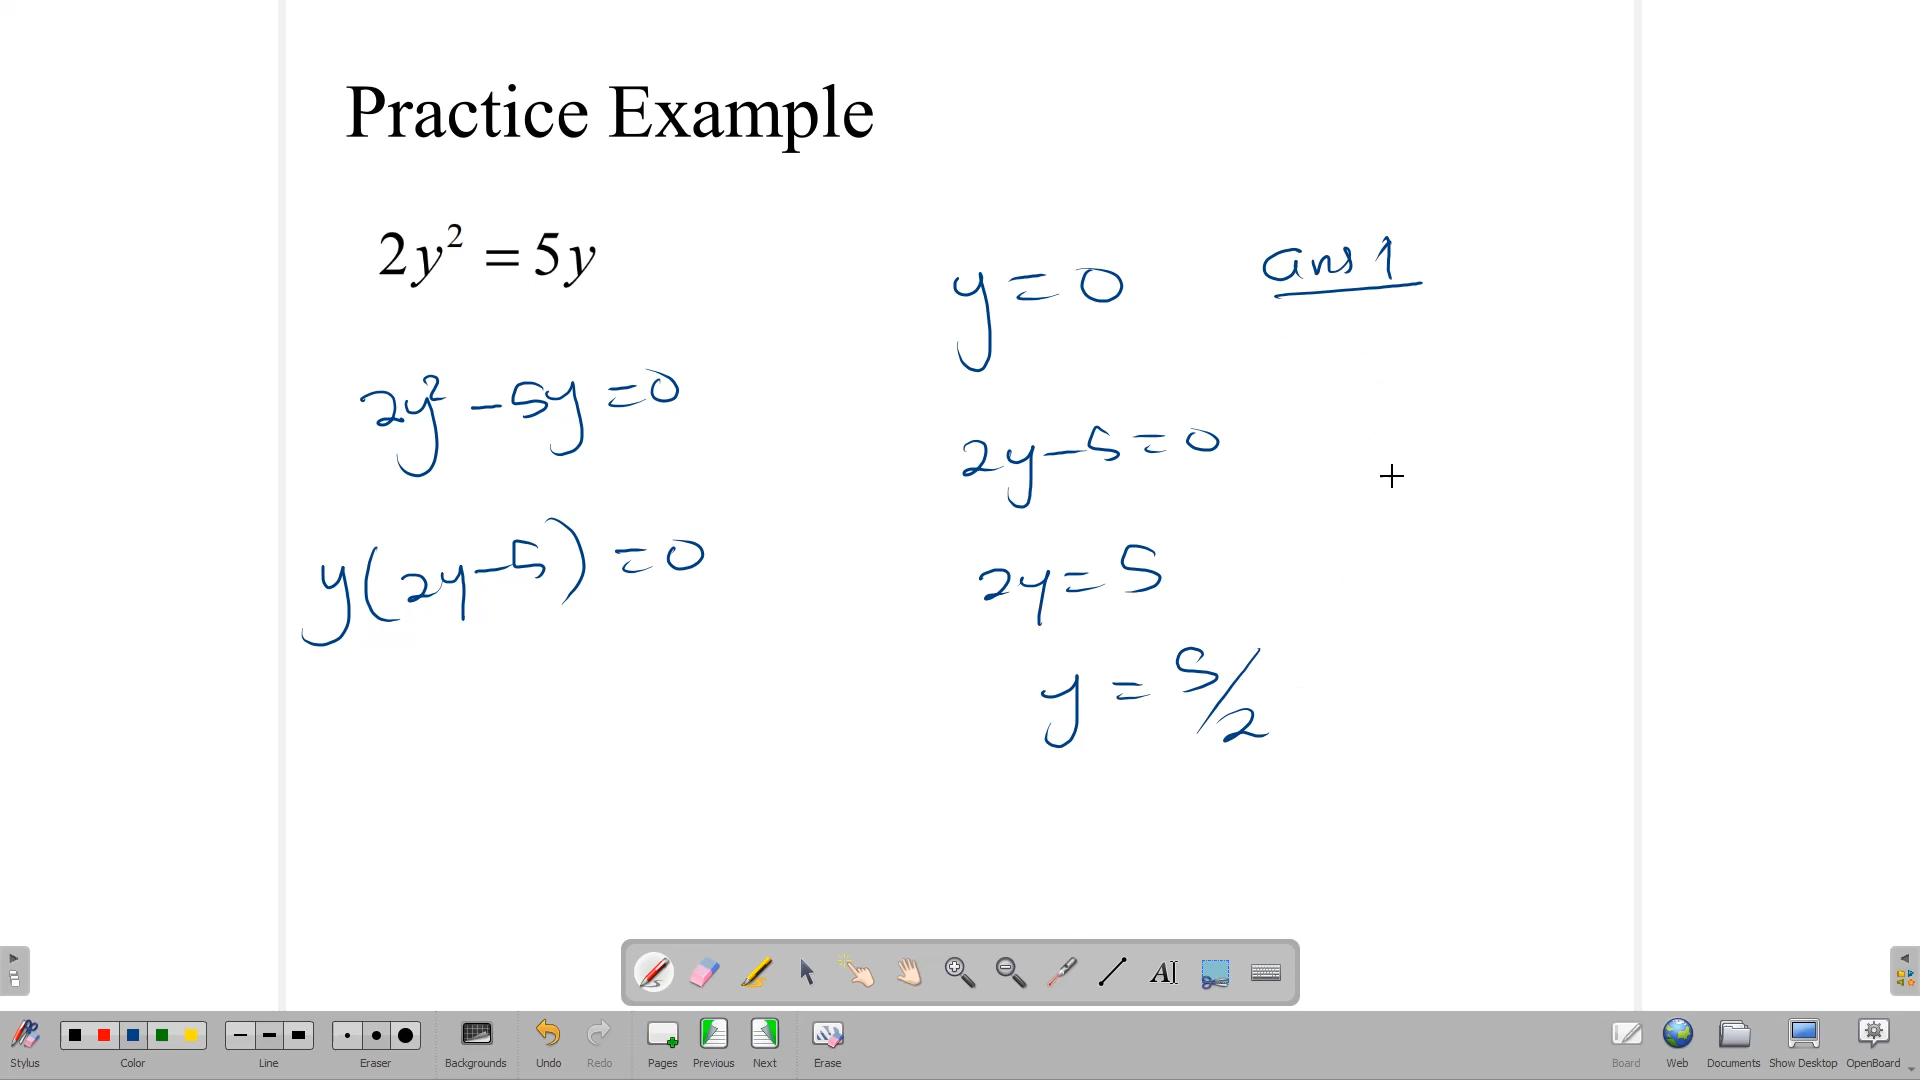 Practice Example
2y² = 5y
2y² - 5y = 0
y(2y-5) = 0
y = 0 ans 1
2y - 5 = 0
2y = 5
y = 5/2
Stylus Color Line Eraser Backgrounds Undo Redo Pages Previous Next Erase Board Web Documents Show Desktop OpenBoard